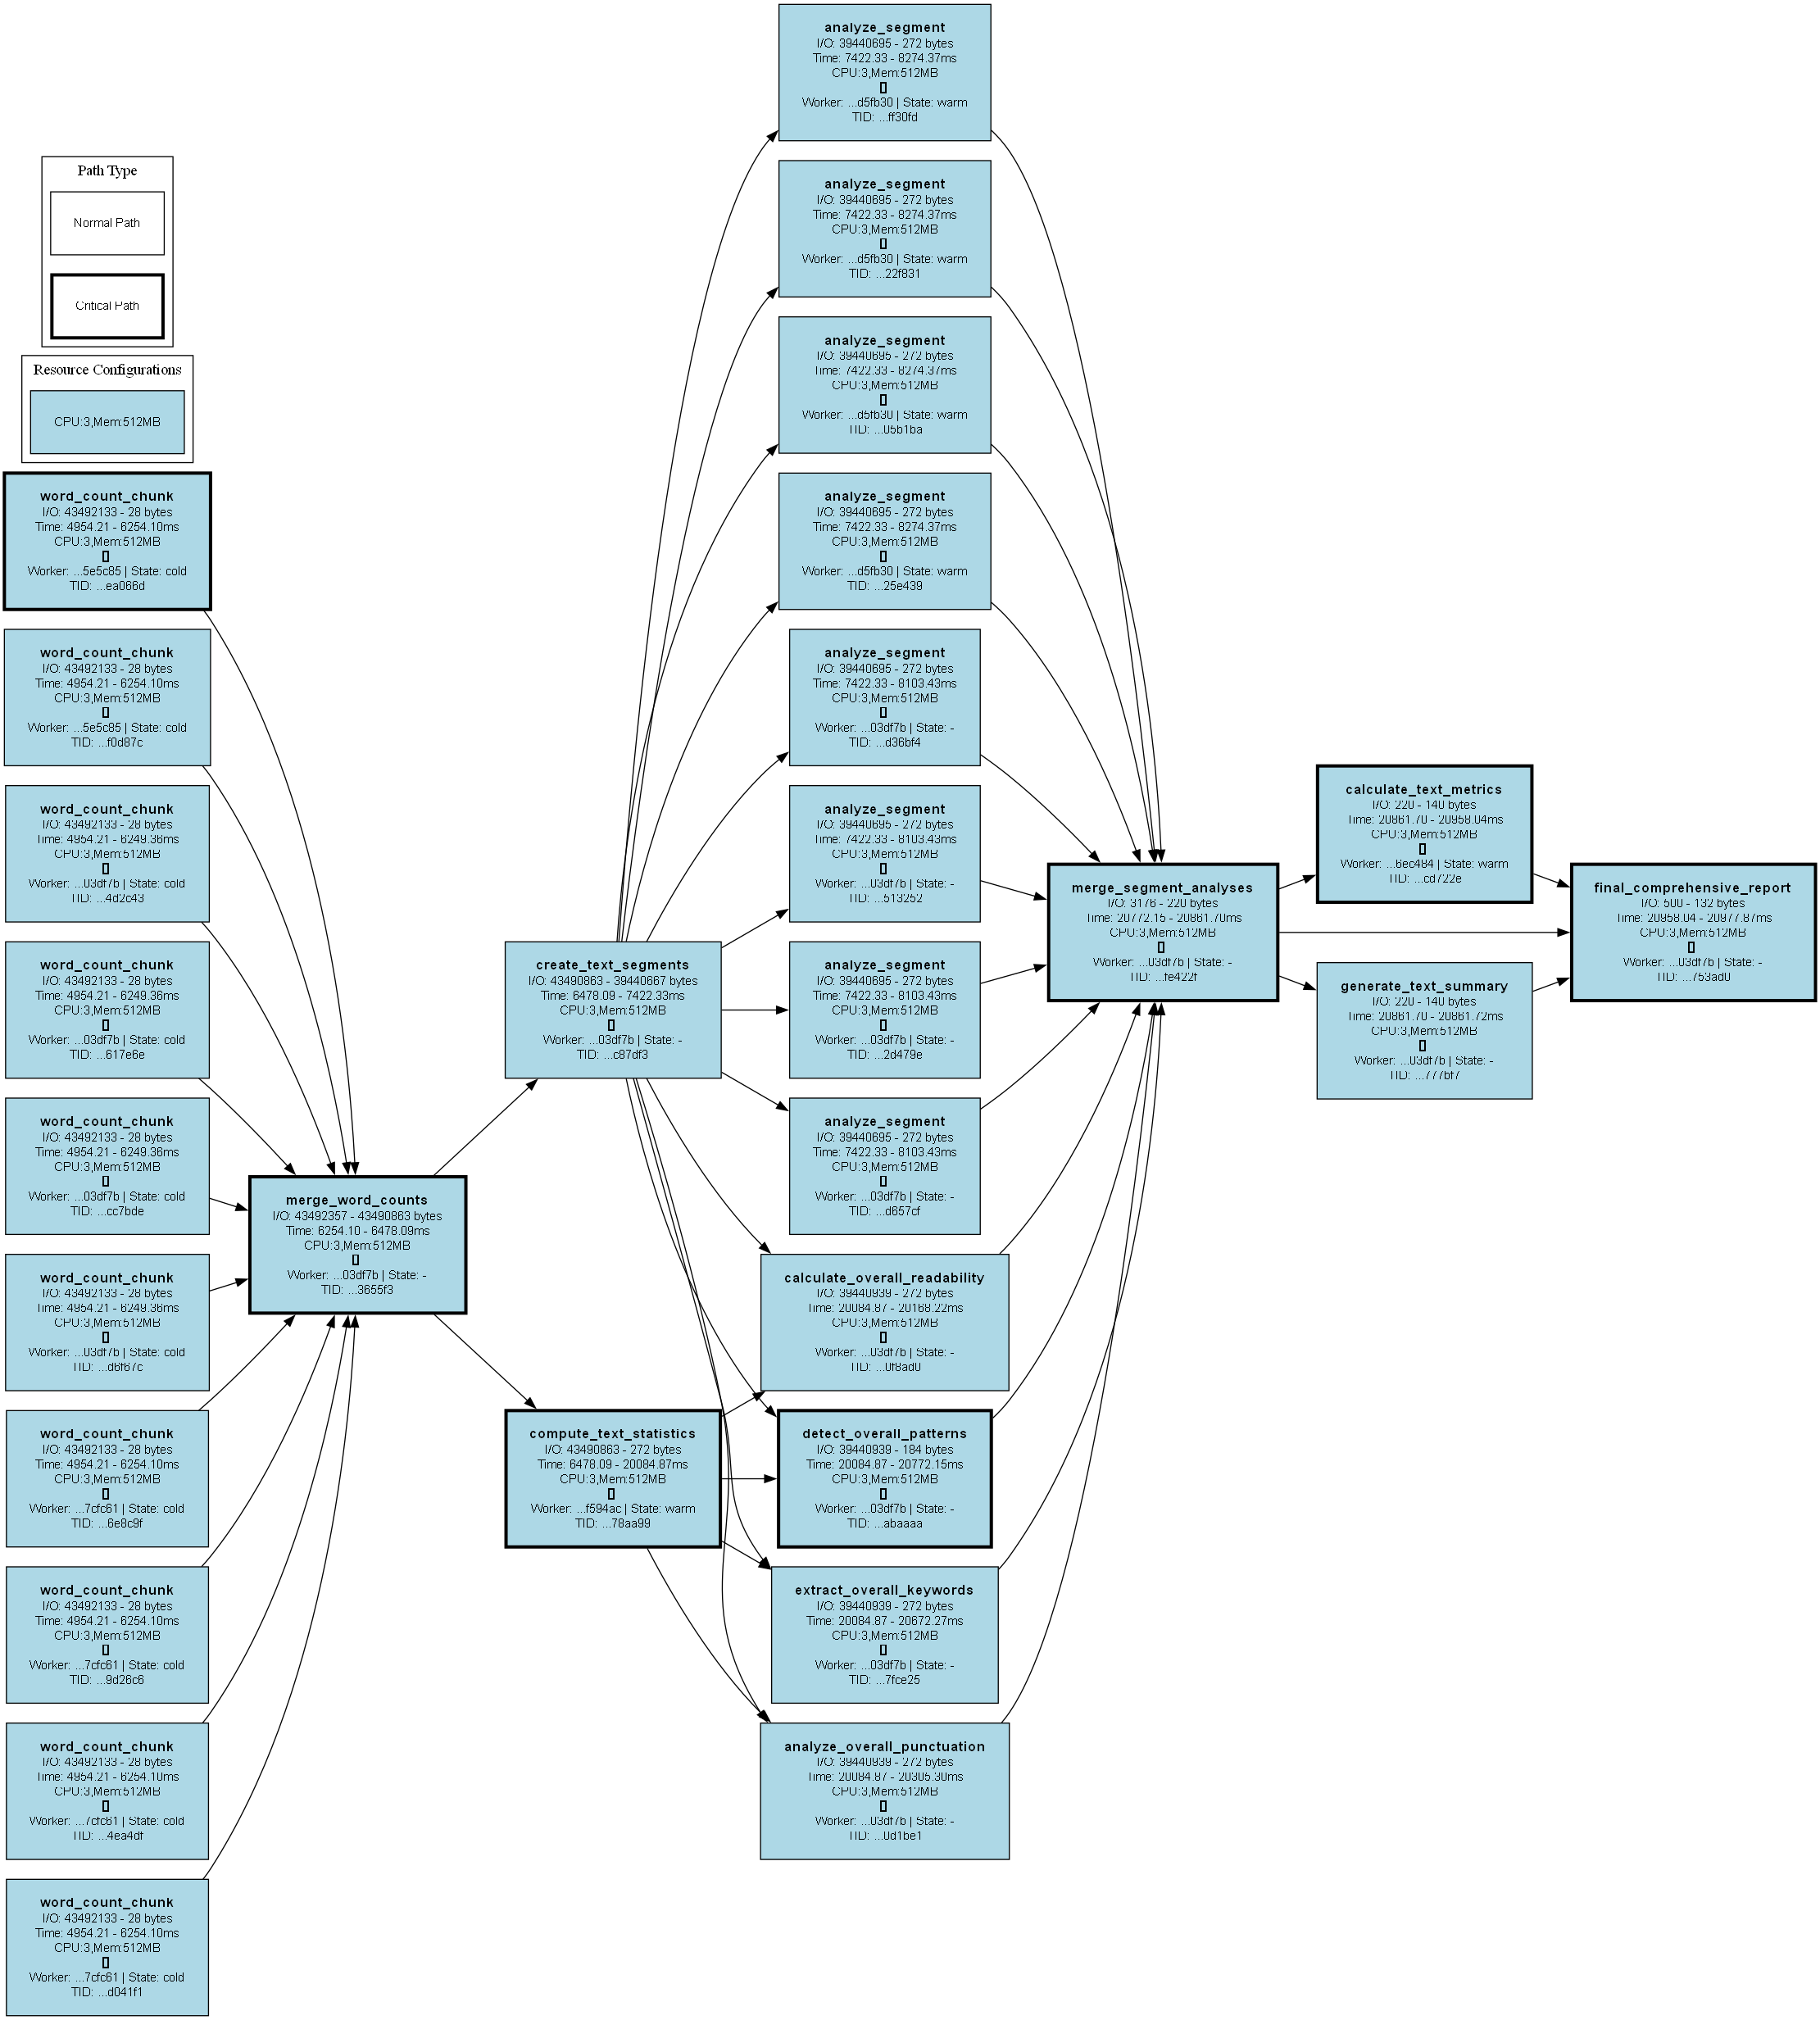 Path Type
Normal Path
Critical Path
Resource Configurations
CPU:3,Mem:512MB
word_count_chunk
I/O: 43492133 - 28 bytes
Time: 4954.21 - 6254.10ms
CPU:3,Mem:512MB
Worker: ...5e5c85 | State: cold
TID: ...ea066d
word_count_chunk
I/O: 43492133 - 28 bytes
Time: 4954.21 - 6254.10ms
CPU:3,Mem:512MB
Worker: ...5e5c85 | State: cold
TID: ...f0d87c
word_count_chunk
I/O: 43492133 - 28 bytes
Time: 4954.21 - 6249.36ms
CPU:3,Mem:512MB
Worker: ...03df7b | State: cold
TID: ...4d2c43
word_count_chunk
I/O: 43492133 - 28 bytes
Time: 4954.21 - 6249.36ms
CPU:3,Mem:512MB
Worker: ...03df7b | State: cold
TID: ...617e6e
word_count_chunk
I/O: 43492133 - 28 bytes
Time: 4954.21 - 6249.36ms
CPU:3,Mem:512MB
Worker: ...03df7b | State: cold
TID: ...cc7bde
word_count_chunk
I/O: 43492133 - 28 bytes
Time: 4954.21 - 6249.36ms
CPU:3,Mem:512MB
Worker: ...03df7b | State: cold
TID: ...d6f67c
word_count_chunk
I/O: 43492133 - 28 bytes
Time: 4954.21 - 6254.10ms
CPU:3,Mem:512MB
Worker: ...7cfc61 | State: cold
TID: ...6e8c9f
word_count_chunk
I/O: 43492133 - 28 bytes
Time: 4954.21 - 6254.10ms
CPU:3,Mem:512MB
Worker: ...7cfc61 | State: cold
TID: ...9d26c6
word_count_chunk
I/O: 43492133 - 28 bytes
Time: 4954.21 - 6254.10ms
CPU:3,Mem:512MB
Worker: ...7cfc61 | State: cold
TID: ...4ea4df
word_count_chunk
I/O: 43492133 - 28 bytes
Time: 4954.21 - 6254.10ms
CPU:3,Mem:512MB
Worker: ...7cfc61 | State: cold
TID: ...d041f1
merge_word_counts
I/O: 43492357 - 43490863 bytes
Time: 6254.10 - 6478.09ms
CPU:3,Mem:512MB
Worker: ...03df7b | State: -
TID: ...3655f3
create_text_segments
I/O: 43490863 - 39440667 bytes
Time: 6478.09 - 7422.33ms
CPU:3,Mem:512MB
Worker: ...03df7b | State: -
TID: ...c87df3
compute_text_statistics
I/O: 43490863 - 272 bytes
Time: 6478.09 - 20084.87ms
CPU:3,Mem:512MB
Worker: ...f594ac | State: warm
TID: ...78aa99
analyze_segment
I/O: 39440695 - 272 bytes
Time: 7422.33 - 8274.37ms
CPU:3,Mem:512MB
Worker: ...d5fb30 | State: warm
TID: ...ff30fd
analyze_segment
I/O: 39440695 - 272 bytes
Time: 7422.33 - 8274.37ms
CPU:3,Mem:512MB
Worker: ...d5fb30 | State: warm
TID: ...22f831
analyze_segment
I/O: 39440695 - 272 bytes
Time: 7422.33 - 8274.37ms
CPU:3,Mem:512MB
Worker: ...d5fb30 | State: warm
TID: ...05b1ba
analyze_segment
I/O: 39440695 - 272 bytes
Time: 7422.33 - 8274.37ms
CPU:3,Mem:512MB
Worker: ...d5fb30 | State: warm
TID: ...25e439
analyze_segment
I/O: 39440695 - 272 bytes
Time: 7422.33 - 8103.43ms
CPU:3,Mem:512MB
Worker: ...03df7b | State: -
TID: ...d36bf4
analyze_segment
I/O: 39440695 - 272 bytes
Time: 7422.33 - 8103.43ms
CPU:3,Mem:512MB
Worker: ...03df7b | State: -
TID: ...513252
analyze_segment
I/O: 39440695 - 272 bytes
Time: 7422.33 - 8103.43ms
CPU:3,Mem:512MB
Worker: ...03df7b | State: -
TID: ...2d479e
analyze_segment
I/O: 39440695 - 272 bytes
Time: 7422.33 - 8103.43ms
CPU:3,Mem:512MB
Worker: ...03df7b | State: -
TID: ...d657cf
calculate_overall_readability
I/O: 39440939 - 272 bytes
Time: 20084.87 - 20168.22ms
CPU:3,Mem:512MB
Worker: ...03df7b | State: -
TID: ...0f8ad0
detect_overall_patterns
I/O: 39440939 - 184 bytes
Time: 20084.87 - 20772.15ms
CPU:3,Mem:512MB
Worker: ...03df7b | State: -
TID: ...abaaaa
extract_overall_keywords
I/O: 39440939 - 272 bytes
Time: 20084.87 - 20672.27ms
CPU:3,Mem:512MB
Worker: ...03df7b | State: -
TID: ...7fce25
analyze_overall_punctuation
I/O: 39440939 - 272 bytes
Time: 20084.87 - 20305.30ms
CPU:3,Mem:512MB
Worker: ...03df7b | State: -
TID: ...0d1be1
merge_segment_analyses
I/O: 3176 - 220 bytes
Time: 20772.15 - 20861.70ms
CPU:3,Mem:512MB
Worker: ...03df7b | State: -
TID: ...fe422f
calculate_text_metrics
I/O: 220 - 140 bytes
Time: 20861.70 - 20958.04ms
CPU:3,Mem:512MB
Worker: ...6ec484 | State: warm
TID: ...cd722e
generate_text_summary
I/O: 220 - 140 bytes
Time: 20861.70 - 20861.72ms
CPU:3,Mem:512MB
Worker: ...03df7b | State: -
TID: ...777bf7
final_comprehensive_report
I/O: 500 - 132 bytes
Time: 20958.04 - 20977.87ms
CPU:3,Mem:512MB
Worker: ...03df7b | State: -
TID: ...753ad0